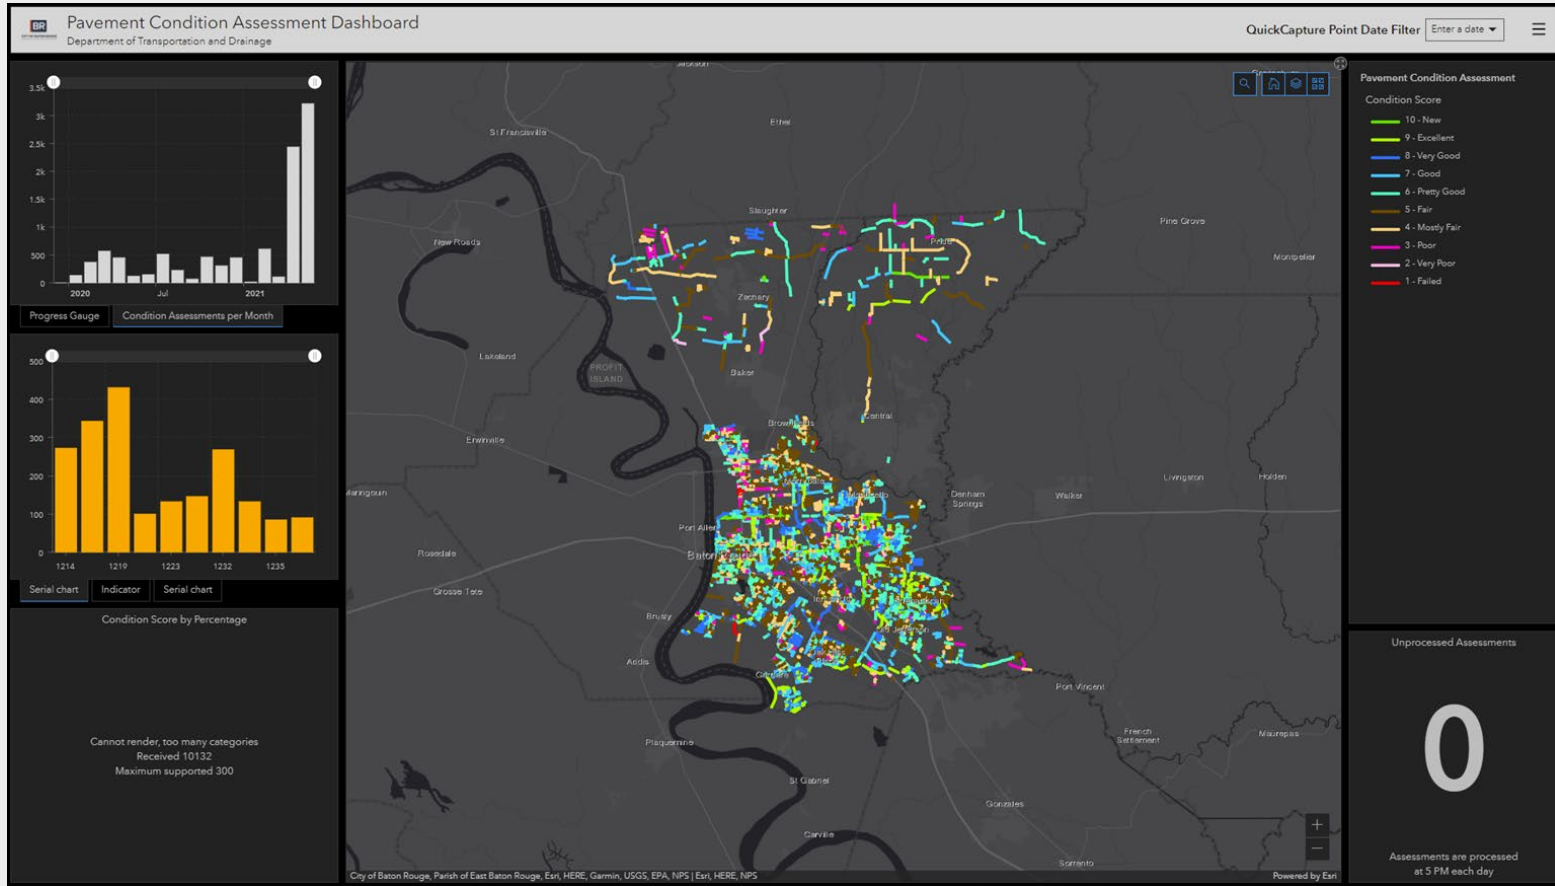 BR
Pavement Condition Assessment Dashboard
Department of Transportation and Drainage
QuickCapture Point Date Filter
Enter a date
3.5k
3k
2.5k
2k
1.5k
1k
500
0
2020
Jul
2021
Progress Gauge
Condition Assessments per Month
500
400
300
200
100
0
1214
1219
1223
1232
1235
Serial chart
Indicator
Serial chart
Condition Score by Percentage
Cannot render, too many categories
Received 10132
Maximum supported 300
Jackson
St Francisville
Ethel
Slaughter
Pine Grove
New Roads
Pride
Montpelier
Zachary
Lakeland
PROFIT
ISLAND
Baker
Central
Erwinville
Livingston
Holden
Maringouin
Denham
Springs
Walker
Port Allen
Rosedale
Baton
Grosse Tete
Brusly
Addis
Port Vincent
French
Settlement
Maurepas
Plaquemine
St Gabriel
Gonzales
Carville
Sorrento
City of Baton Rouge, Parish of East Baton Rouge, Esri, HERE, Garmin, USGS, EPA, NPS | Esri, HERE, NPS
Powered by Esri
Pavement Condition Assessment
Condition Score
10 - New
9 - Excellent
8 - Very Good
7 - Good
6 - Pretty Good
5 - Fair
4 - Mostly Fair
3 - Poor
2 - Very Poor
1 - Failed
Unprocessed Assessments
0
Assessments are processed
at 5 PM each day